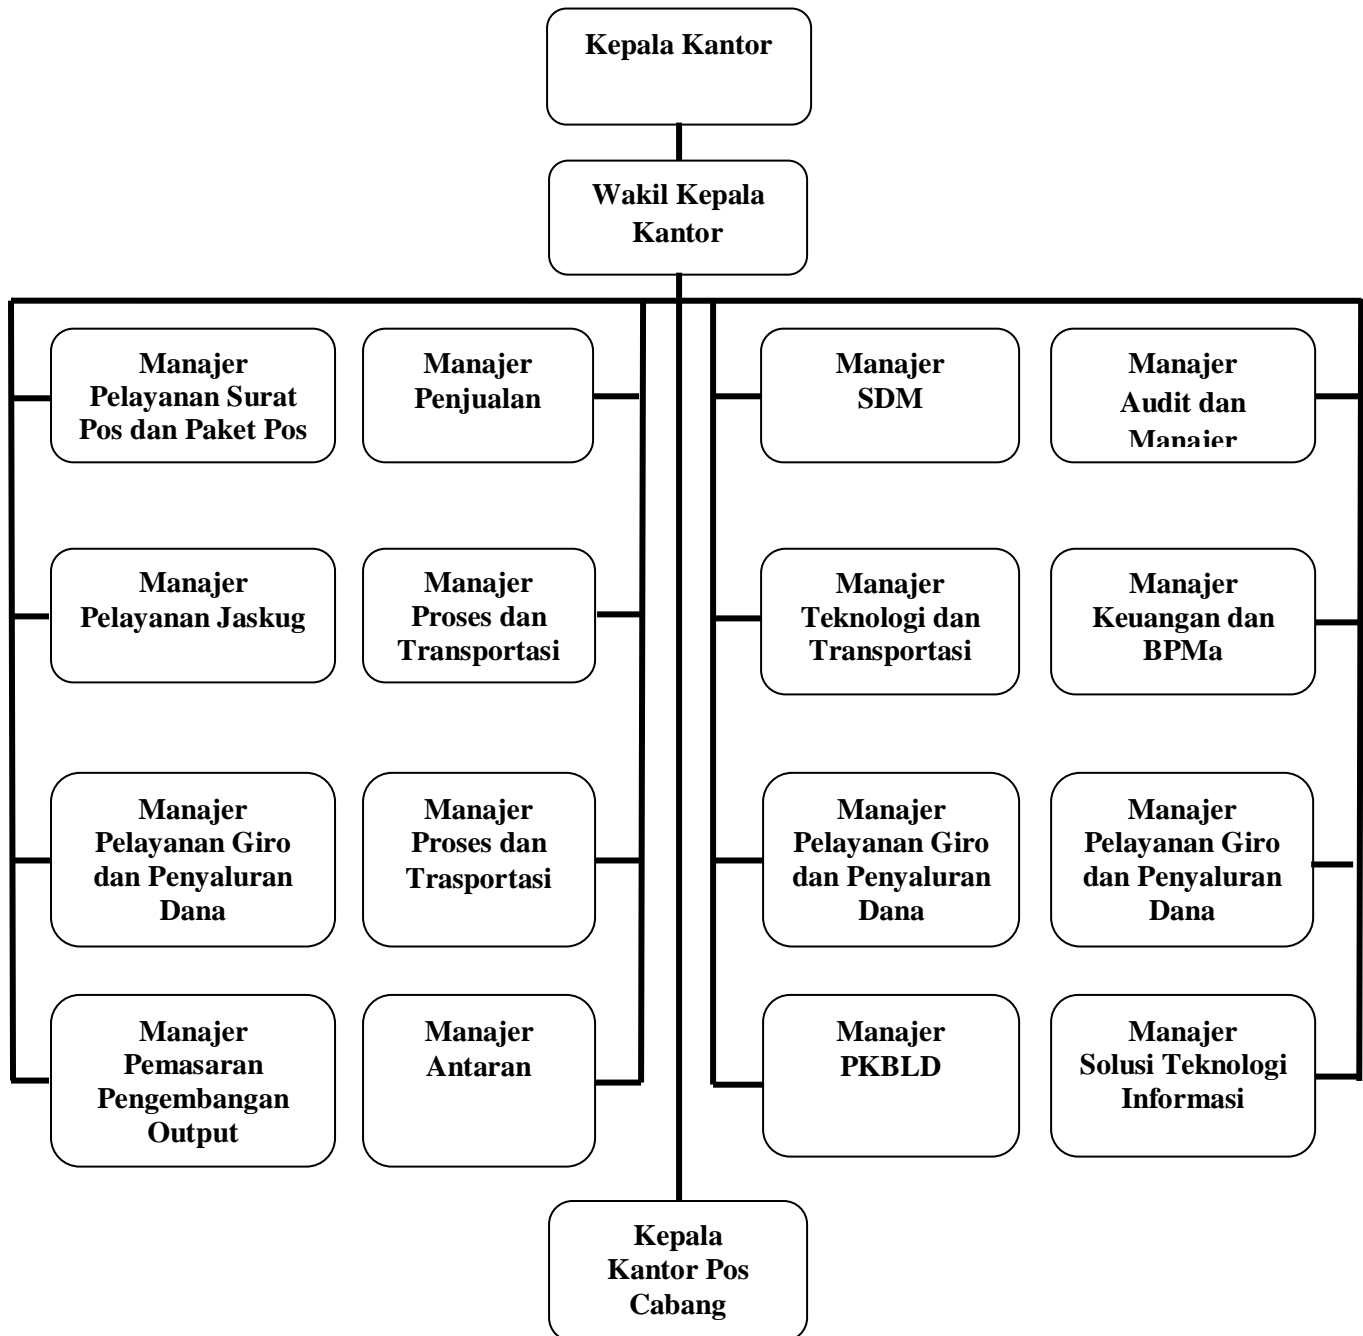 Kepala Kantor
Wakil Kepala
Kantor
Manajer
Pelayanan Surat
Pos dan Paket Pos
Manajer
Penjualan
Manajer
SDM
Manajer
Audit dan
Manajer
Manajer
Pelayanan Jaskug
Manajer
Proses dan
Transportasi
Manajer
Teknologi dan
Transportasi
Manajer
Keuangan dan
BPMa
Manajer
Pelayanan Giro
dan Penyaluran
Dana
Manajer
Proses dan
Trasportasi
Manajer
Pelayanan Giro
dan Penyaluran
Dana
Manajer
Pelayanan Giro
dan Penyaluran
Dana
Manajer
Pemasaran
Pengembangan
Output
Manajer
Antaran
Manajer
PKBLD
Manajer
Solusi Teknologi
Informasi
Kepala
Kantor Pos
Cabang